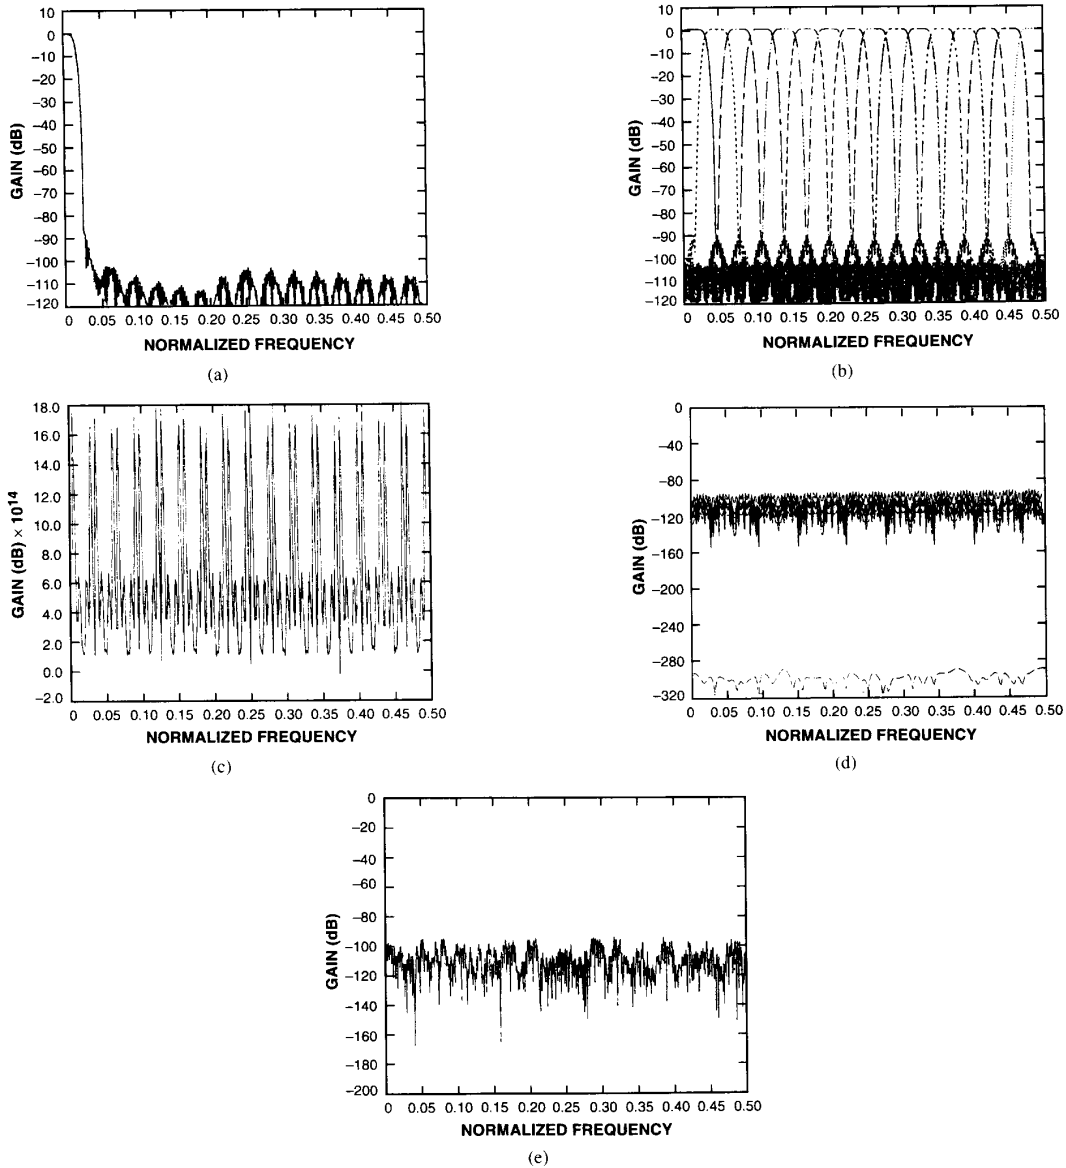 10
0
−10
−20
−30
−40
−50
−60
−70
−80
−90
−100
−110
−120
GAIN (dB)
0 0.05 0.10 0.15 0.20 0.25 0.30 0.35 0.40 0.45 0.50
NORMALIZED FREQUENCY
(a)
10
0
−10
−20
−30
−40
−50
−60
−70
−80
−90
−100
−110
−120
GAIN (dB)
0 0.05 0.10 0.15 0.20 0.25 0.30 0.35 0.40 0.45 0.50
NORMALIZED FREQUENCY
(b)
18.0
16.0
14.0
12.0
10.0
8.0
6.0
4.0
2.0
0.0
−2.0
GAIN (dB) × 10^14
0 0.05 0.10 0.15 0.20 0.25 0.30 0.35 0.40 0.45 0.50
NORMALIZED FREQUENCY
(c)
0
−40
−80
−120
−160
−200
−240
−280
−320
GAIN (dB)
0 0.05 0.10 0.15 0.20 0.25 0.30 0.35 0.40 0.45 0.50
NORMALIZED FREQUENCY
(d)
0
−20
−40
−60
−80
−100
−120
−140
−160
−180
−200
GAIN (dB)
0 0.05 0.10 0.15 0.20 0.25 0.30 0.35 0.40 0.45 0.50
NORMALIZED FREQUENCY
(e)